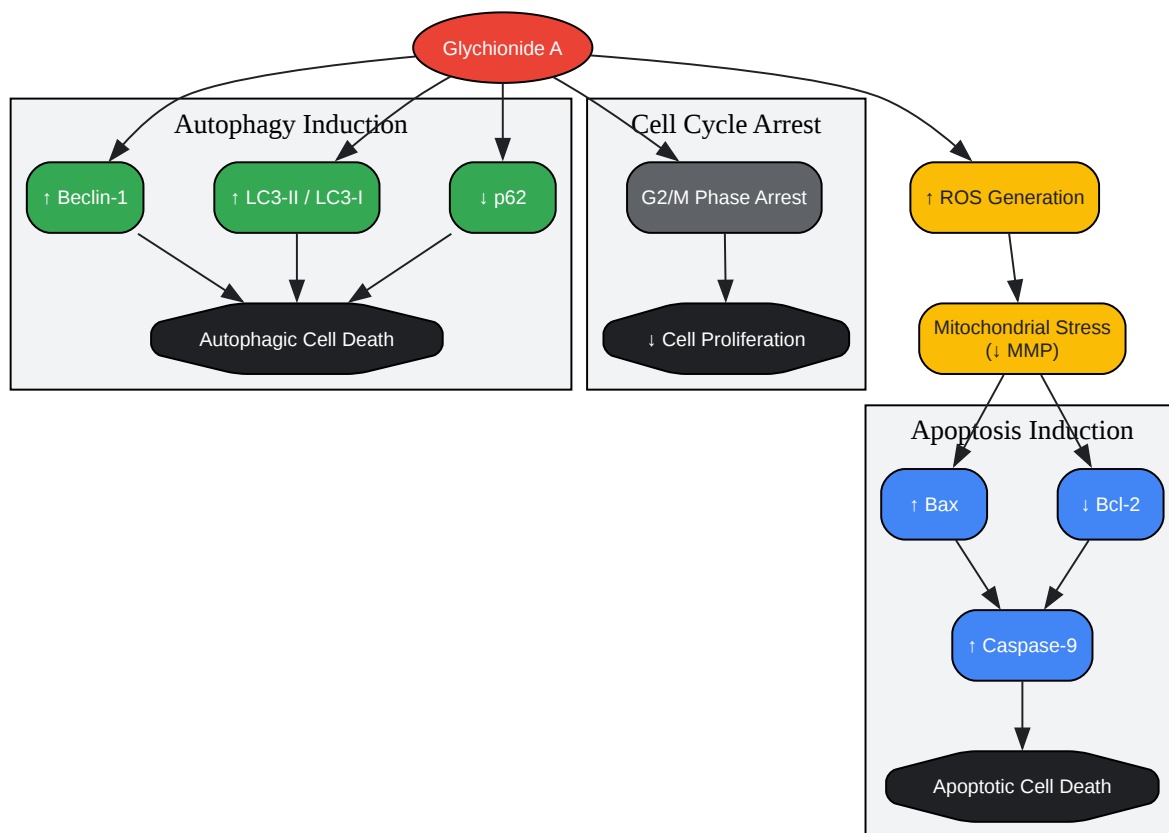 Glychionide A
Autophagy Induction
Cell Cycle Arrest
↑ Beclin-1
↑ LC3-II / LC3-I
↓ p62
G2/M Phase Arrest
↑ ROS Generation
Autophagic Cell Death
↓ Cell Proliferation
Mitochondrial Stress
(↓ MMP)
Apoptosis Induction
↑ Bax
↓ Bcl-2
↑ Caspase-9
Apoptotic Cell Death